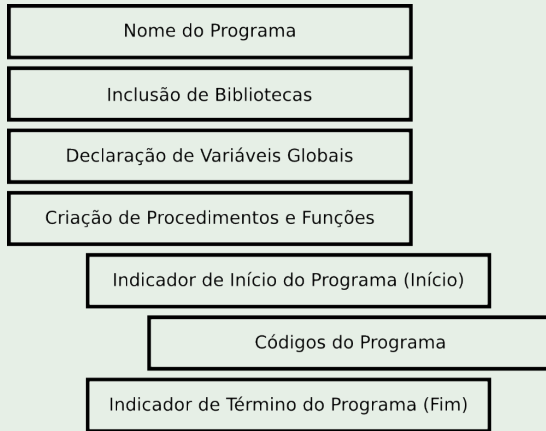 Nome do Programa
Inclusão de Bibliotecas
Declaração de Variáveis Globais
Criação de Procedimentos e Funções
Indicador de Início do Programa (Início)
Códigos do Programa
Indicador de Término do Programa (Fim)